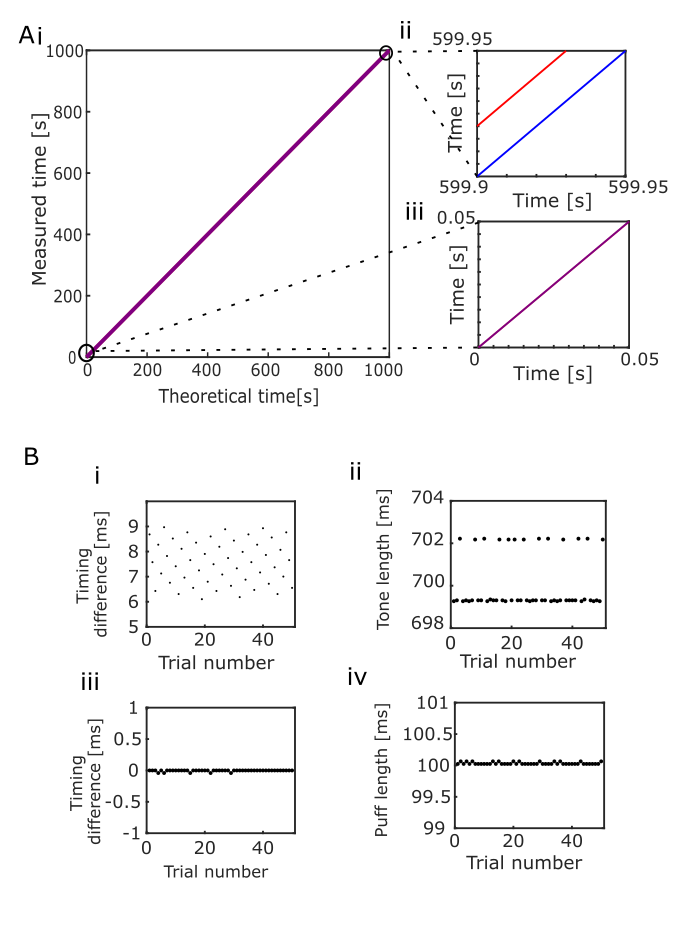 Ai
1000
800
600
400
200
0
Measured time [s]
0
200
400
600
800
1000
Theoretical time[s]
ii
599.95
Time [s]
599.9
599.95
Time [s]
iii
0.05
Time [s]
0
0.05
Time [s]
B
i
9
8
7
6
5
Timing
difference [ms]
0
20
40
Trial number
ii
704
702
700
698
Tone length [ms]
0
20
40
Trial number
iii
1
0.5
0
-0.5
-1
Timing
difference [ms]
0
20
40
Trial number
iv
101
100.5
100
99.5
99
Puff length [ms]
0
20
40
Trial number